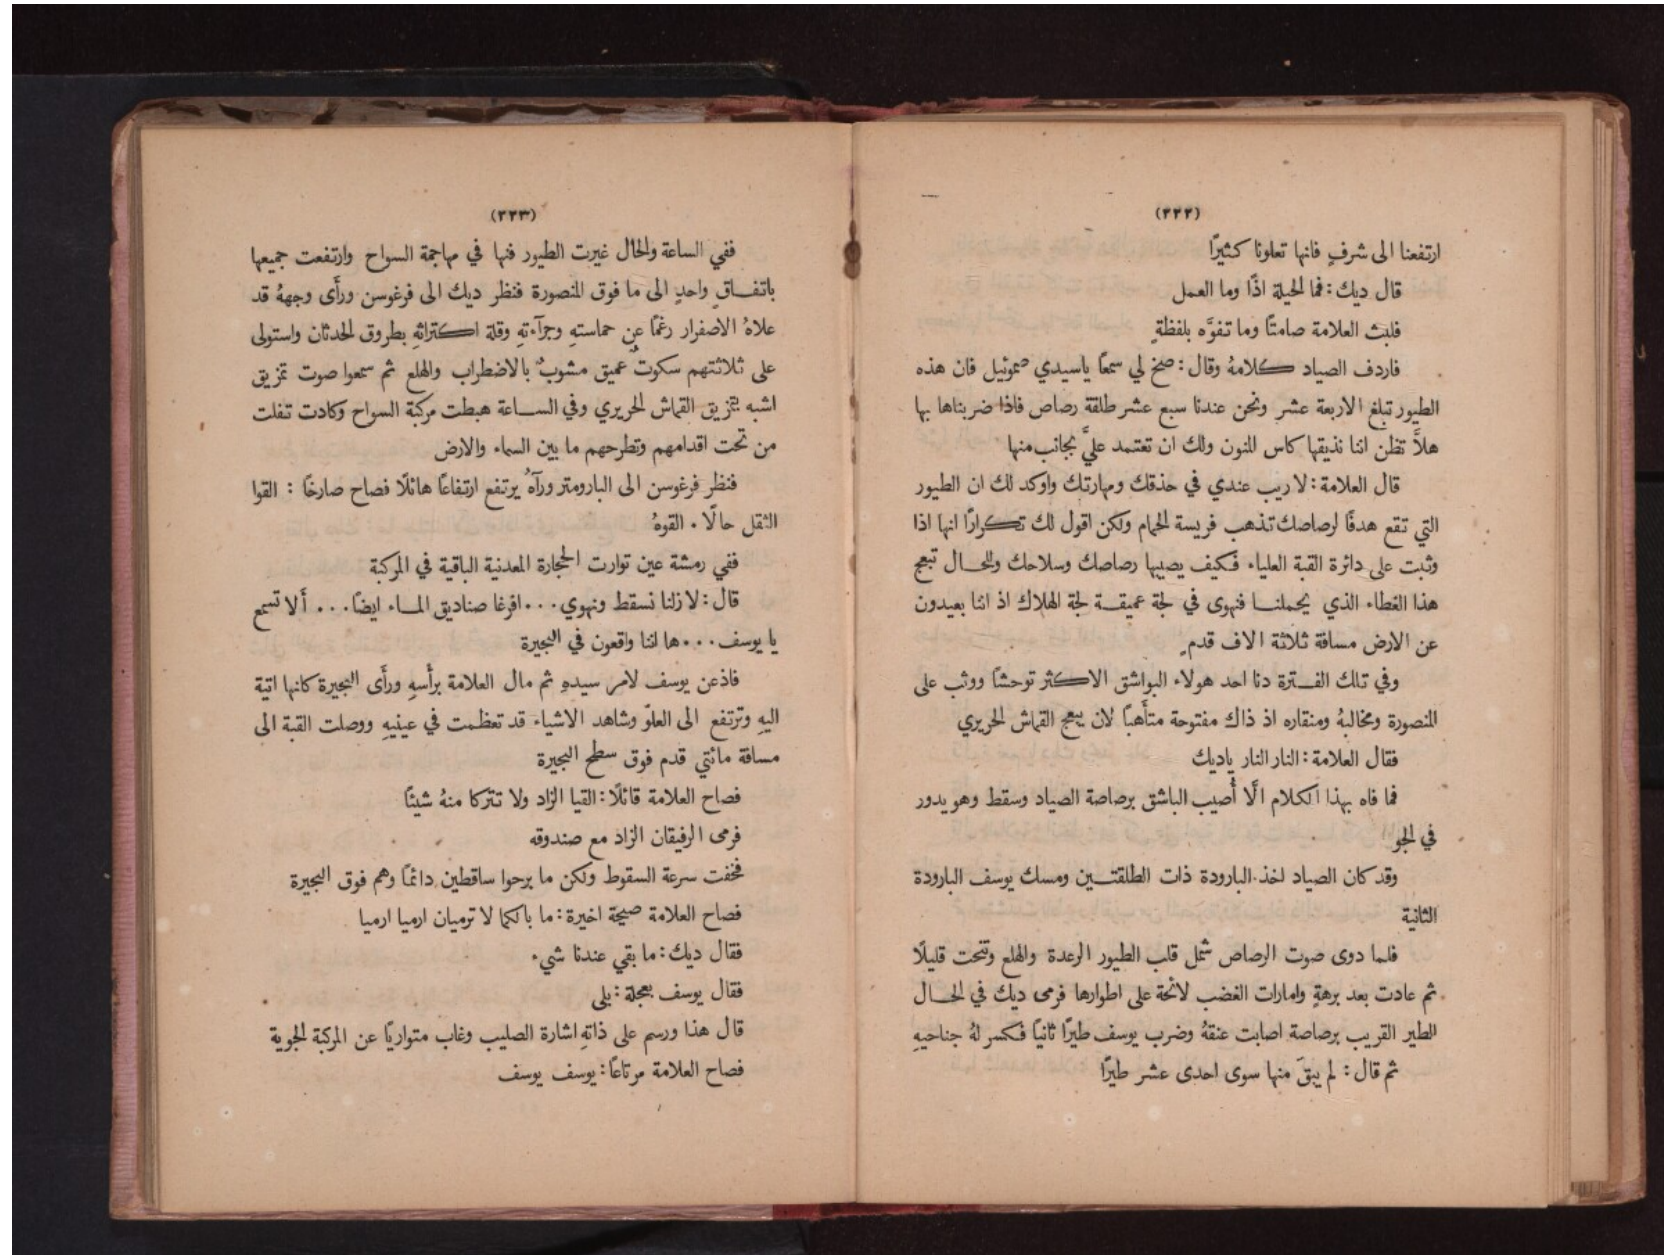 (٢٢٢)
ارتفعنا الى شرفٍ فانها تعاوننا كثيرًا
قال ديك : فما الحيلة اذًا وما العمل
فلبث العلامة صامتًا وما تفوَّه بلفظةٍ
فاردف الصياد كلامهُ وقال : صخ لي سمعًا ياسيدي صموئيل فان هذه
الطيور تبلغ الاربعة عشر ونحن عندنا سبع عشر طلقة رصاص فاذا ضربناها بها
هلاَّ تظن اننا نذيقها كاس المنون ولك ان تعتمد عليَّ بجانب منها
قال العلامة : لا ريب عندي في حذقك ومهارتك واوكد لك ان الطيور
التي تقع هدفًا لرصاصك تذهب فريسة الحمام ولكن اقول لك تكرارًا انها اذا
وثبت على دائرة القبة العلياء فكيف يصيبها رصاصك وسلاحك وللحال تبعج
هذا الغطاء الذي يحملنا فنهوى في لجة عميقة لجة الهلاك اذ اننا بعيدون
عن الارض مسافة ثلاثة الاف قدم
وفي تلك الفترة دنا احد هولاء البواشق الاكثر توحشًا ووثب على
المنصورة ومخالبهُ ومنقاره اذ ذاك مفتوحة متأهبًا لان يبعج القماش الحريري
فقال العلامة : النار النار ياديك
فما فاه بهذا الكلام الَّا أُصيب الباشق برصاصة الصياد وسقط وهو يدور
في الجو
وقد كان الصياد اخذ البارودة ذات الطلقتين ومسك يوسف البارودة
الثانية
فلما دوى صوت الرصاص شمل قلب الطيور الرعدة والهلع وتنحت قليلًا
ثم عادت بعد برهةٍ وامارات الغضب لائحة على اطوارها فرمى ديك في الحال
الطير القريب برصاصة اصابت عنقهُ وضرب يوسف طيرًا ثانيًا فكسر لهُ جناحيهِ
ثم قال : لم يبقَ منها سوى احدى عشر طيرًا
(٢٢٣)
ففي الساعة والحال غيرت الطيور فنها في مهاجمة السواح وارتفعت جميعها
باتفاقٍ واحدٍ الى ما فوق المنصورة فنظر ديك الى فرغوسن ورأى وجههُ قد
علاهُ الاصفرار رغمًا عن حماستهِ وجرآءتهِ وقلة اكتراثهِ بطروق الحدثان واستولى
على ثلاثتهم سكوتٌ عميق مشوبٌ بالاضطراب والهلع ثم سمعوا صوت تمزيق
اشبه بتمزيق القماش الحريري وفي الساعة هبطت مركبة السواح وكادت تفلت
من تحت اقدامهم وتطرحهم ما بين السماء والارض
فنظر فرغوسن الى البارومتر ورآهُ يرتفع ارتفاعًا هائلًا فصاح صارخًا : القوا
الثقل حالًا . القوهُ
ففي رمشة عين توارت الحجارة المعدنية الباقية في المركبة
قال : لا زلنا نسقط ونهوي . . . افرغا صناديق الماء ايضًا . . . أَلا تسمع
يا يوسف . . . ها اننا واقعون في البحيرة
فاذعن يوسف لامر سيدهِ ثم مال العلامة برأسهِ ورأى البحيرة كانها اتية
اليهِ وترتفع الى العلوّ وشاهد الاشياء قد تعظمت في عينيهِ ووصلت القبة الى
مسافة مائتي قدم فوق سطح البحيرة
فصاح العلامة قائلًا : القيا الزاد ولا تتركا منهُ شيئًا
فرمى الرفيقان الزاد مع صندوقه
فخفت سرعة السقوط ولكن ما برحوا ساقطين دائمًا وهم فوق البحيرة
فصاح العلامة صيحة اخيرة : ما بالكما لا ترميان ارميا ارميا
فقال ديك : ما بقي عندنا شيء
فقال يوسف بعجلة : بلى
قال هذا ورسم على ذاتهِ اشارة الصليب وغاب متواريًا عن المركبة الجوية
فصاح العلامة مرتاعًا : يوسف يوسف